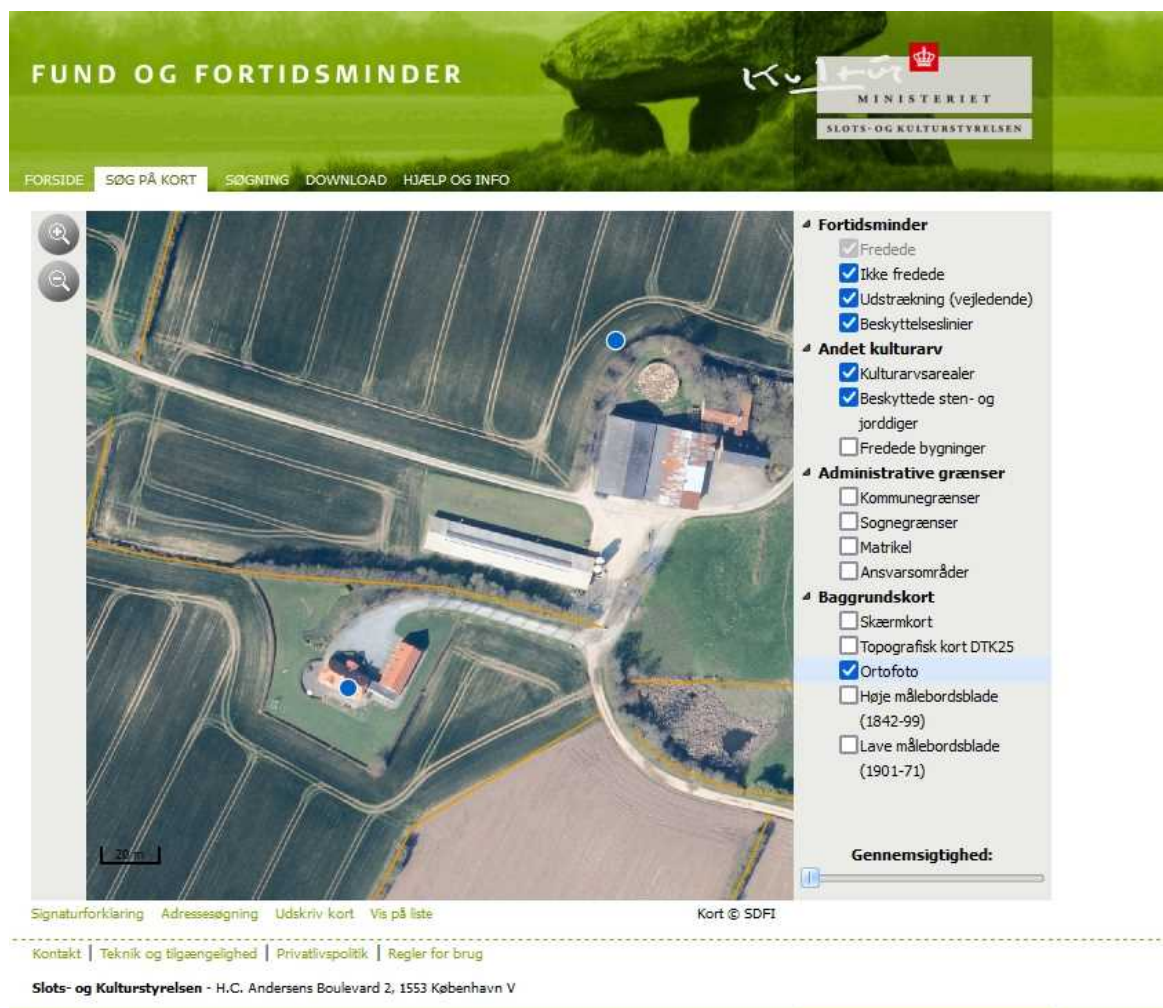 FUND OG FORTIDSMINDER
Kultur
MINISTERIET
SLOTS- OG KULTURSTYRELSEN
FORSIDE SØG PÅ KORT SØGNING DOWNLOAD HJÆLP OG INFO
Fortidsminder
Fredede
Ikke fredede
Udstrækning (vejledende)
Beskyttelseslinier
Andet kulturarv
Kulturarvsarealer
Beskyttede sten- og
jorddiger
Fredede bygninger
Administrative grænser
Kommunegrænser
Sognegrænser
Matrikel
Ansvarsområder
Baggrundskort
Skærmkort
Topografisk kort DTK25
Ortofoto
Høje målebordsblade
(1842-99)
Lave målebordsblade
(1901-71)
20 m
Gennemsigtighed:
Signaturforklaring Adressesøgning Udskriv kort Vis på liste Kort © SDFI
Kontakt | Teknik og tilgængelighed | Privatlivspolitik | Regler for brug
Slots- og Kulturstyrelsen - H.C. Andersens Boulevard 2, 1553 København V